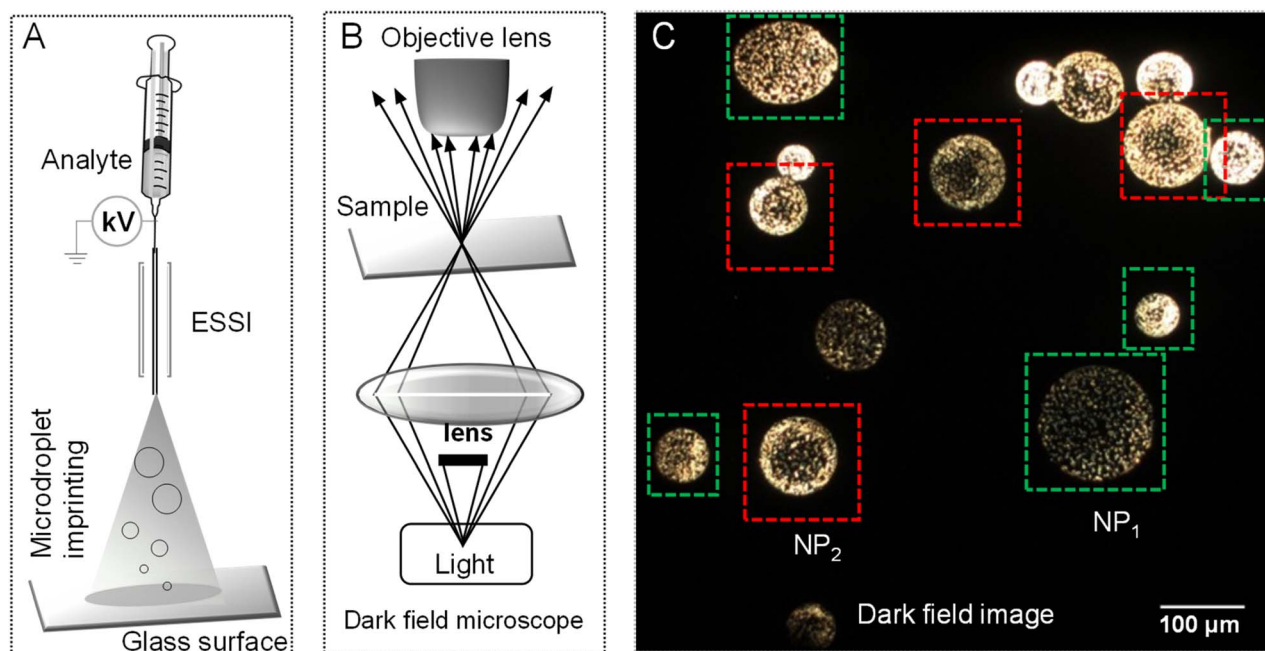 A
Analyte
kV
ESSI
Microdroplet
imprinting
Glass surface
B
Objective lens
Sample
lens
Light
Dark field microscope
C
NP₁
NP₂
Dark field image
100 µm